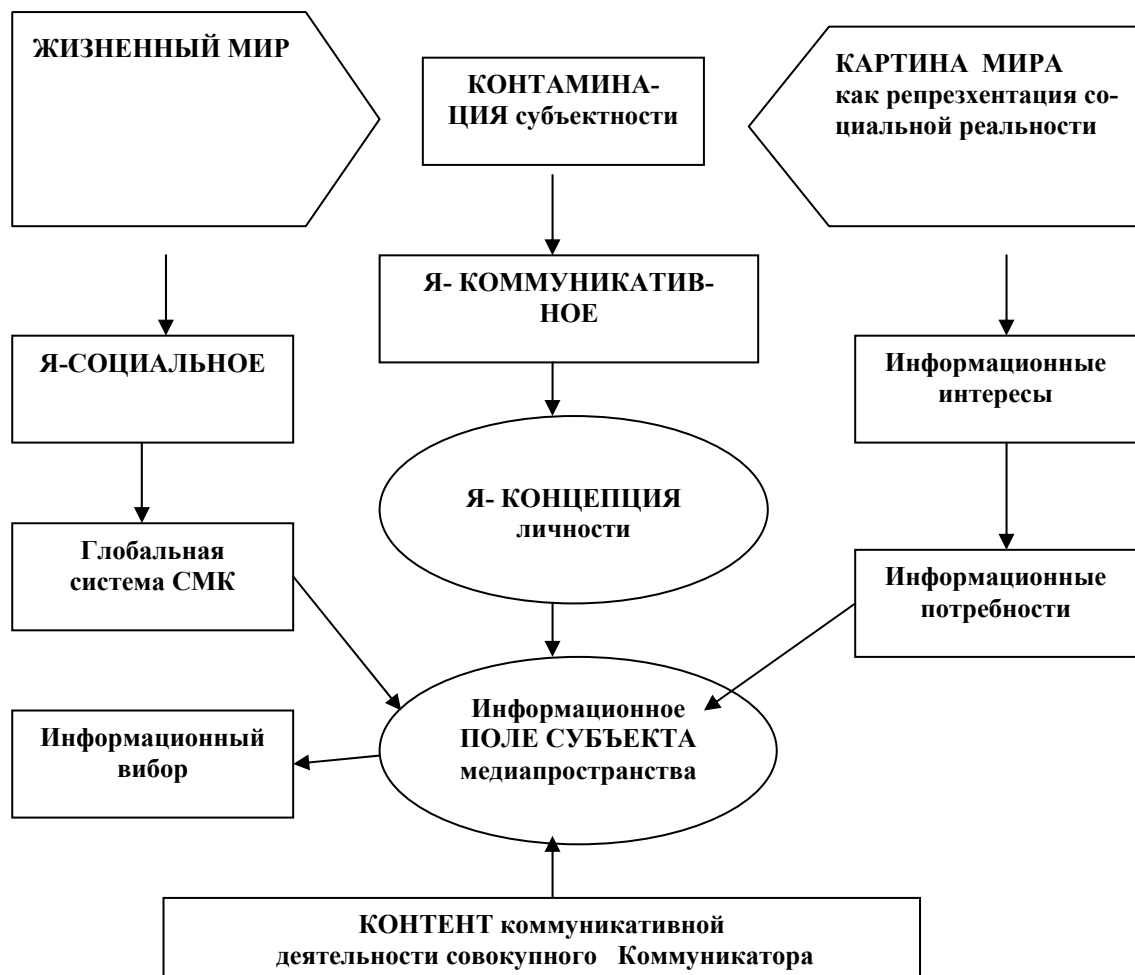 ЖИЗНЕННЫЙ МИР
КОНТАМИНА-
ЦИЯ субъектности
КАРТИНА МИРА
как репрезхентация со-
циальной реальности
Я- КОММУНИКАТИВ-
НОЕ
Я-СОЦИАЛЬНОЕ
Информационные
интересы
Я- КОНЦЕПЦИЯ
личности
Глобальная
система СМК
Информационные
потребности
Информационное
ПОЛЕ СУБЪЕКТА
медиапространства
Информационный
вибор
КОНТЕНТ коммуникативной
деятельности совокупного Коммуникатора